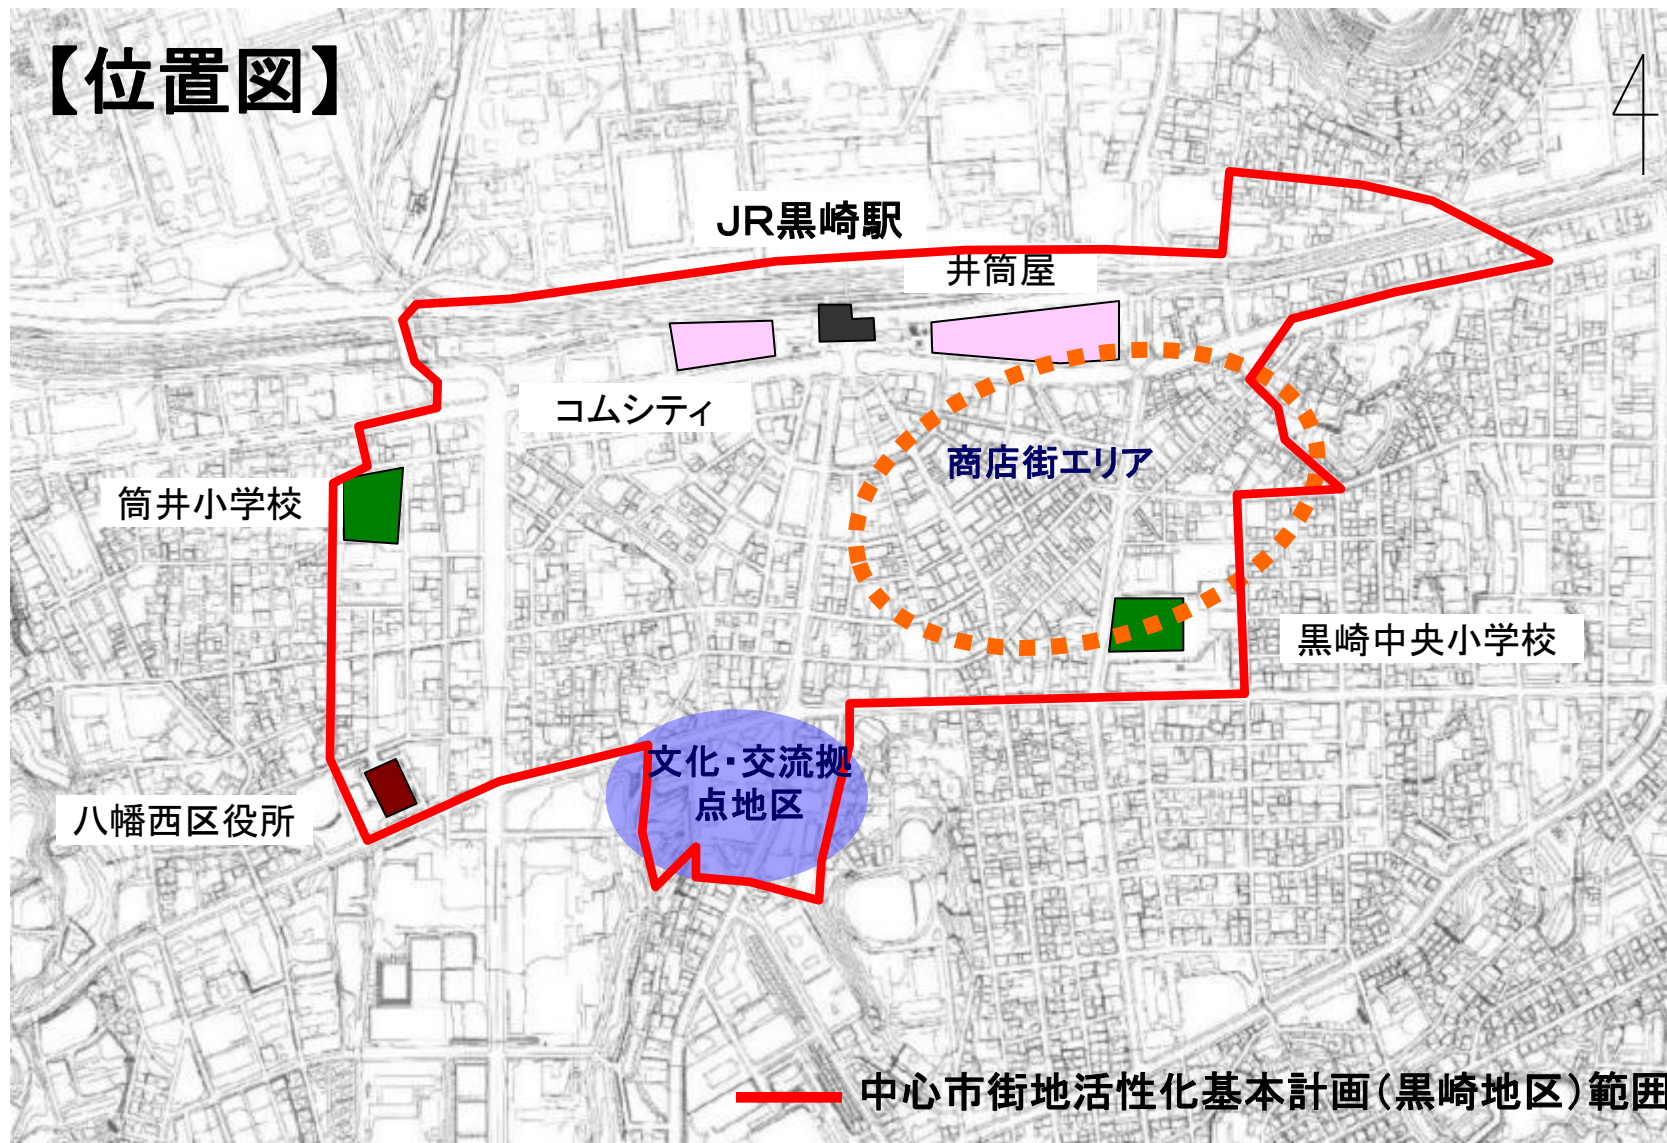 【位置図】
JR黒崎駅
井筒屋
コムシティ
商店街エリア
筒井小学校
黒崎中央小学校
文化・交流拠
点地区
八幡西区役所
中心市街地活性化基本計画(黒崎地区)範囲